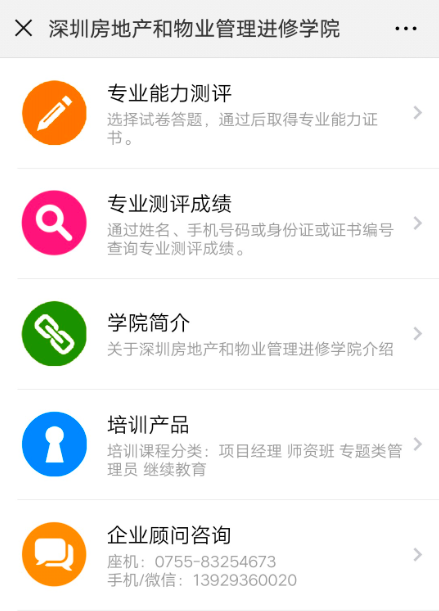 深圳房地产和物业管理进修学院
专业能力测评
选择试卷答题，通过后取得专业能力证
书。
专业测评成绩
通过姓名、手机号码或身份证或证书编号
查询专业测评成绩。
学院简介
关于深圳房地产和物业管理进修学院介绍
培训产品
培训课程分类：项目经理 师资班 专题类管
理员 继续教育
企业顾问咨询
座机：0755-83254673
手机/微信：13929360020